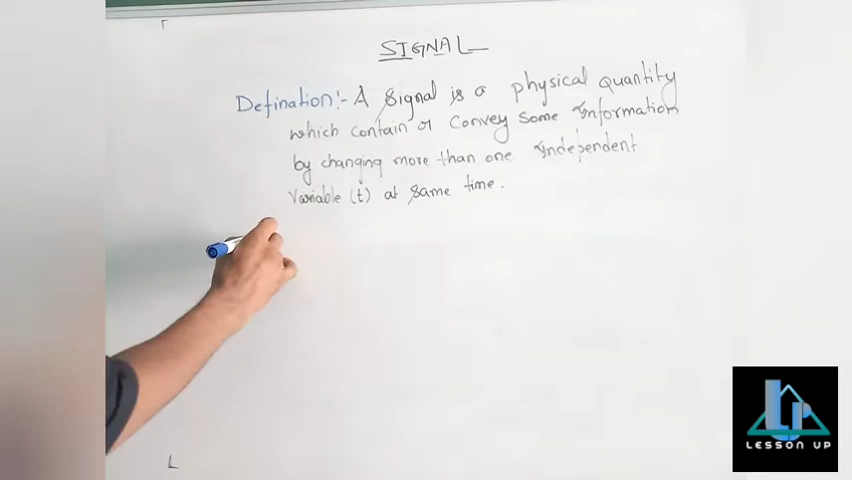 SIGNAL
Defination:- A Signal is a physical quantity
which contain or convey some Information
by changing more than one Independent
Variable (t) at same time.
LESSON UP